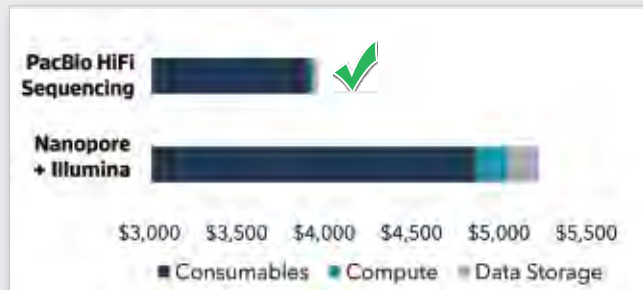 PacBio HiFi
Sequencing
Nanopore
+ Illumina
$3,000 $3,500 $4,000 $4,500 $5,000 $5,500
Consumables Compute Data Storage